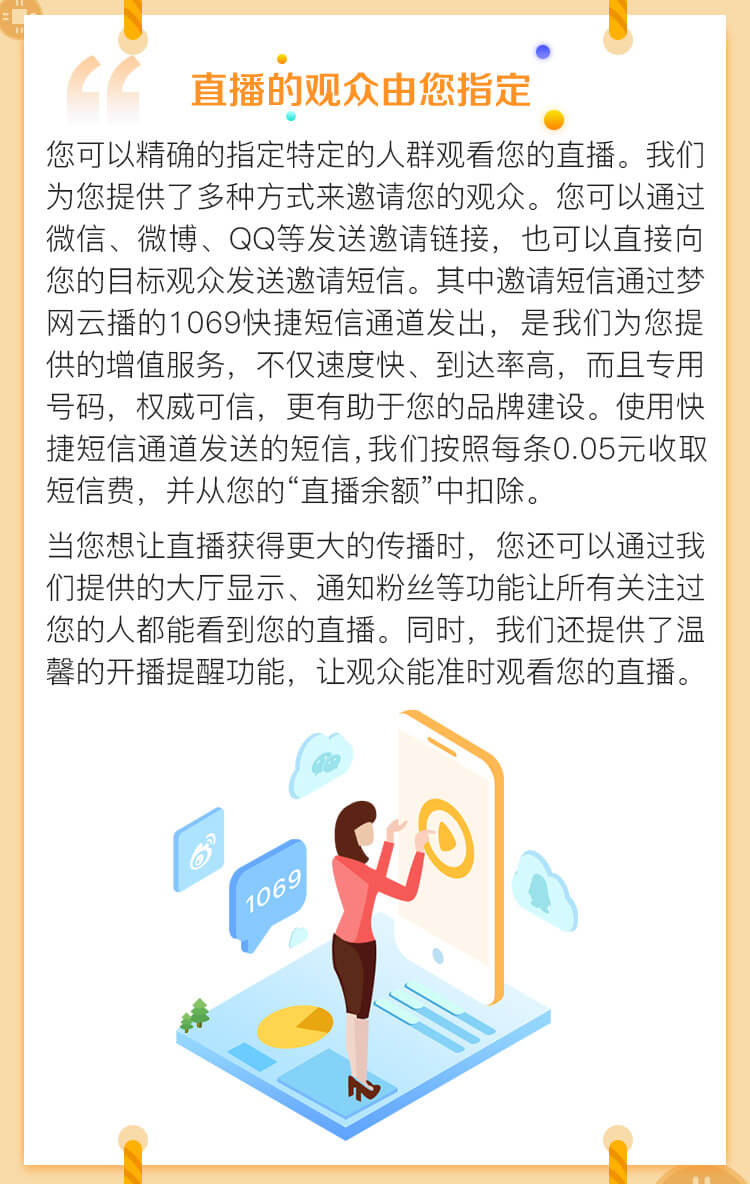 直播的观众由您指定
您可以精确的指定特定的人群观看您的直播。我们
为您提供了多种方式来邀请您的观众。您可以通过
微信、微博、QQ等发送邀请链接，也可以直接向
您的目标观众发送邀请短信。其中邀请短信通过梦
网云播的1069快捷短信通道发出，是我们为您提
供的增值服务，不仅速度快、到达率高，而且专用
号码，权威可信，更有助于您的品牌建设。使用快
捷短信通道发送的短信,我们按照每条0.05元收取
短信费，并从您的“直播余额”中扣除。
当您想让直播获得更大的传播时，您还可以通过我
们提供的大厅显示、通知粉丝等功能让所有关注过
您的人都能看到您的直播。同时，我们还提供了温
馨的开播提醒功能，让观众能准时观看您的直播。
1069